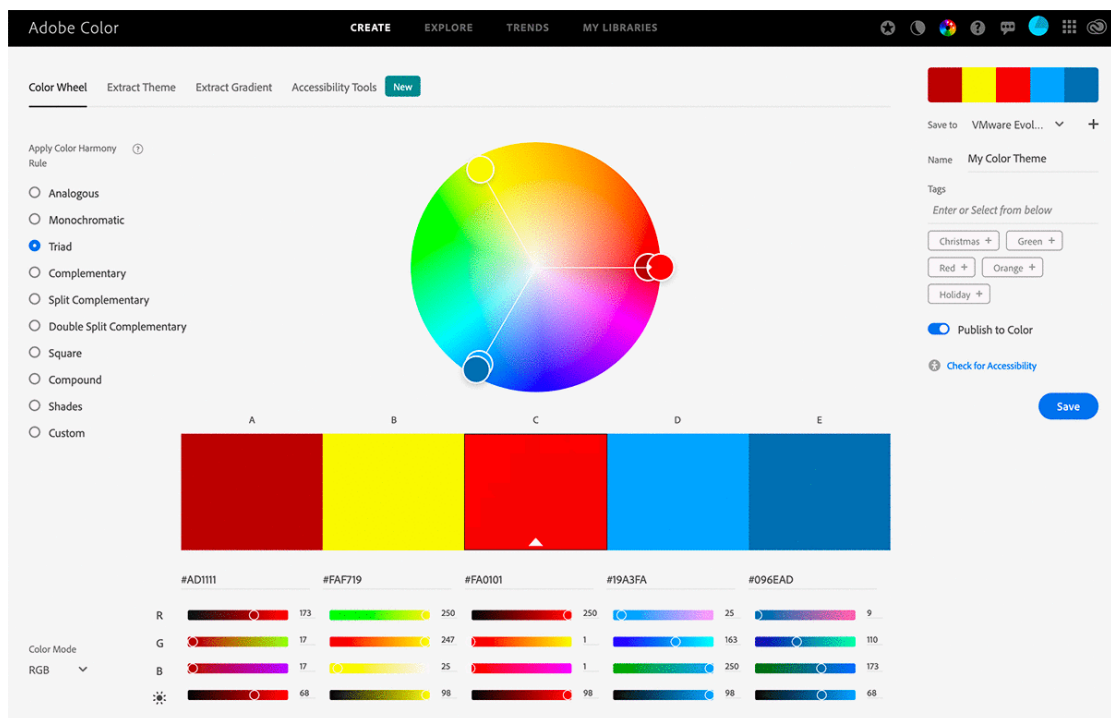 Adobe Color
CREATE EXPLORE TRENDS MY LIBRARIES
Color Wheel Extract Theme Extract Gradient Accessibility Tools New
Apply Color Harmony ?
Rule
Analogous
Monochromatic
Triad
Complementary
Split Complementary
Double Split Complementary
Square
Compound
Shades
Custom
Save to VMware Evol... +
Name My Color Theme
Tags
Enter or Select from below
Christmas + Green +
Red + Orange +
Holiday +
Publish to Color
Check for Accessibility
Save
A B C D E
#AD1111 #FAF719 #FA0101 #19A3FA #096EAD
R 173 250 250 25 9
G 17 247 1 163 110
B 17 25 1 250 173
68 98 98 98 68
Color Mode
RGB